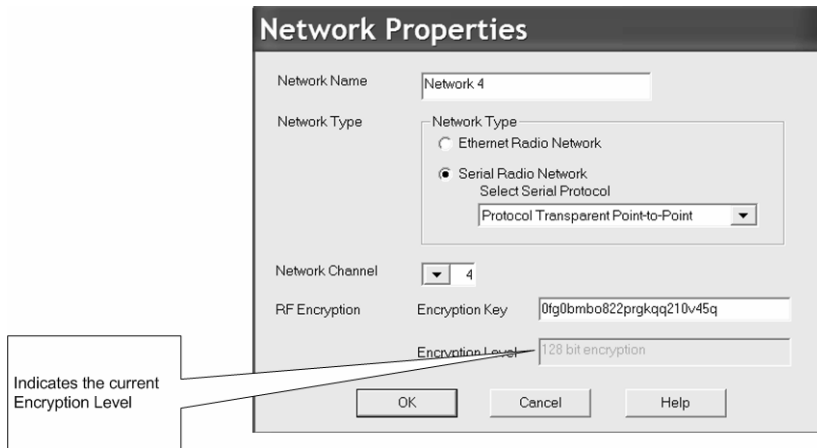 Network Properties
Network Name
Network 4
Network Type
Network Type
Ethernet Radio Network
Serial Radio Network
Select Serial Protocol
Protocol Transparent Point-to-Point
Network Channel
4
RF Encryption
Encryption Key
0fg0bmbo822prgkqq210v45q
Encryption Level
128 bit encryption
Indicates the current
Encryption Level
OK
Cancel
Help